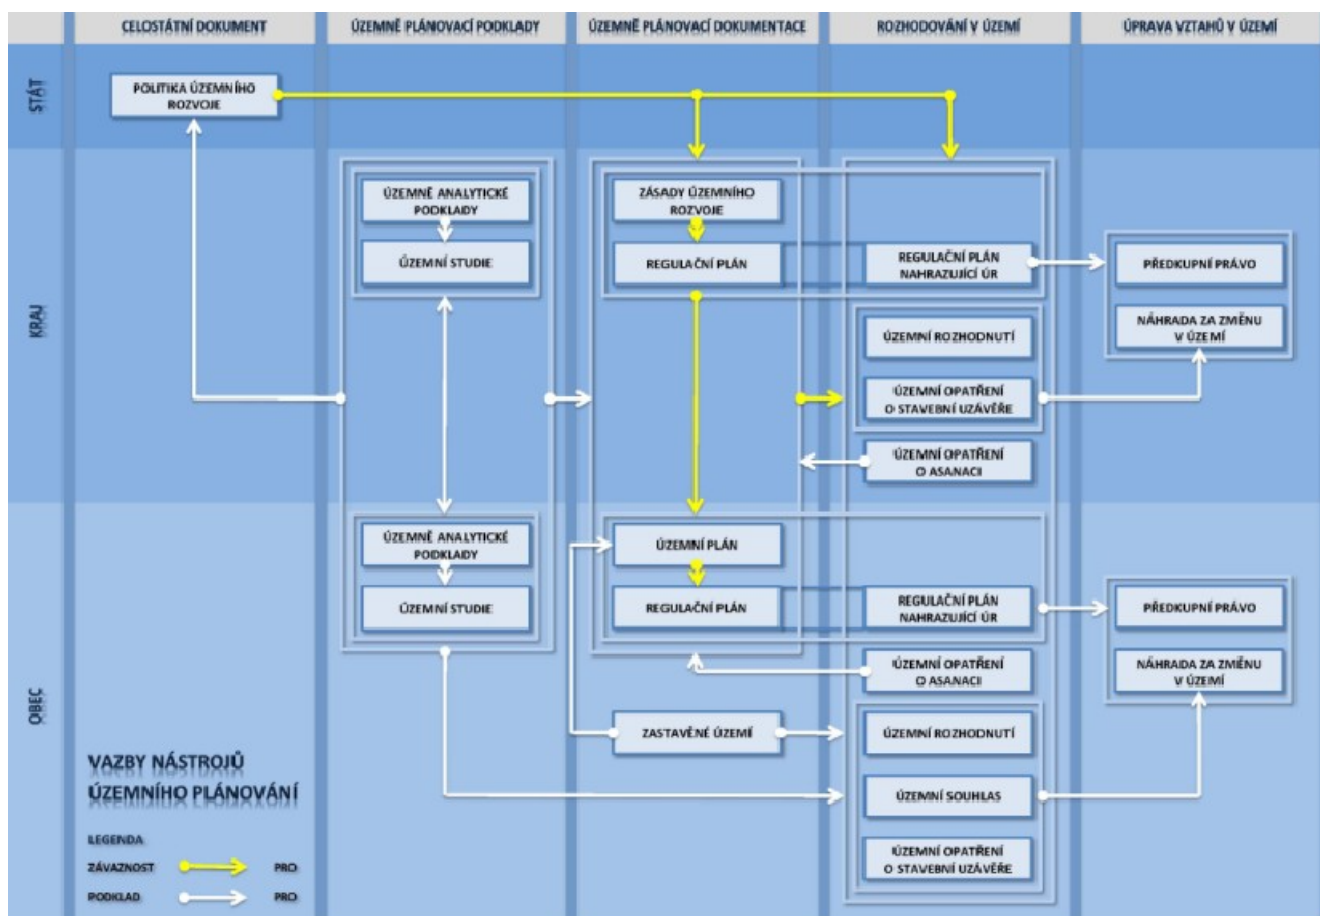 CELOSTÁTNÍ DOKUMENT
ÚZEMNĚ PLÁNOVACÍ PODKLADY
ÚZEMNĚ PLÁNOVACÍ DOKUMENTACE
ROZHODOVÁNÍ V ÚZEMÍ
ÚPRAVA VZTAHŮ V ÚZEMÍ
STÁT
POLITIKA ÚZEMNÍHO
ROZVOJE
KRAJ
ÚZEMNĚ ANALYTICKÉ
PODKLADY
ÚZEMNÍ STUDIE
ZÁSADY ÚZEMNÍHO
ROZVOJE
REGULAČNÍ PLÁN
REGULAČNÍ PLÁN
NAHRAZUJÍCÍ ÚR
ÚZEMNÍ ROZHODNUTÍ
ÚZEMNÍ OPATŘENÍ
O STAVEBNÍ UZÁVĚŘE
ÚZEMNÍ OPATŘENÍ
O ASANACI
PŘEDKUPNÍ PRÁVO
NÁHRADA ZA ZMĚNU
V ÚZEMÍ
OBEC
ÚZEMNĚ ANALYTICKÉ
PODKLADY
ÚZEMNÍ STUDIE
ÚZEMNÍ PLÁN
REGULAČNÍ PLÁN
ZASTAVĚNÉ ÚZEMÍ
REGULAČNÍ PLÁN
NAHRAZUJÍCÍ ÚR
ÚZEMNÍ OPATŘENÍ
O ASANACI
ÚZEMNÍ ROZHODNUTÍ
ÚZEMNÍ SOUHLAS
ÚZEMNÍ OPATŘENÍ
O STAVEBNÍ UZÁVĚŘE
PŘEDKUPNÍ PRÁVO
NÁHRADA ZA ZMĚNU
V ÚZEIMÍ
VAZBY NÁSTROJŮ
ÚZEMNÍHO PLÁNOVÁNÍ
LEGENDA
ZÁVAZNOST PRO
PODKLAD PRO